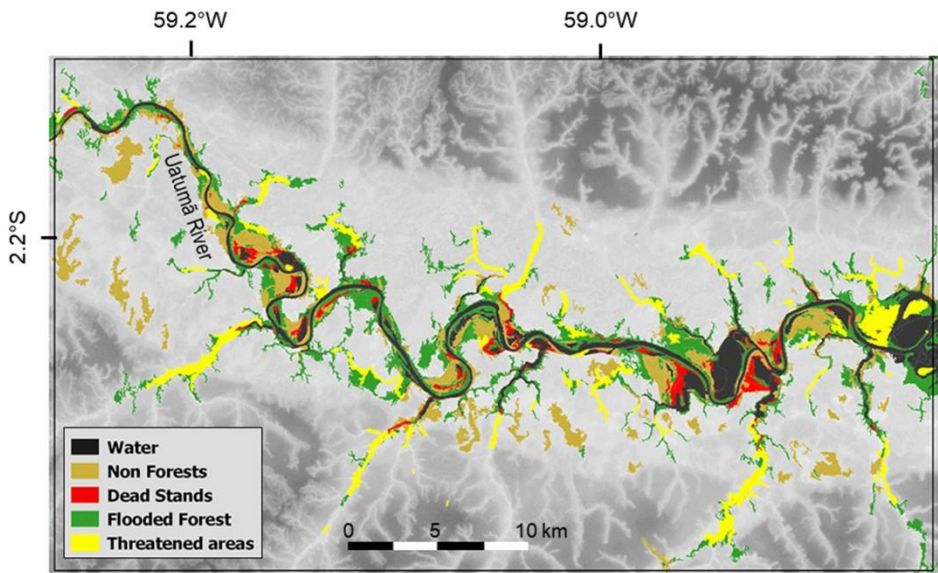 59.2°W
59.0°W
2.2°S
Uatumã River
Water
Non Forests
Dead Stands
Flooded Forest
Threatened areas
0 5 10 km